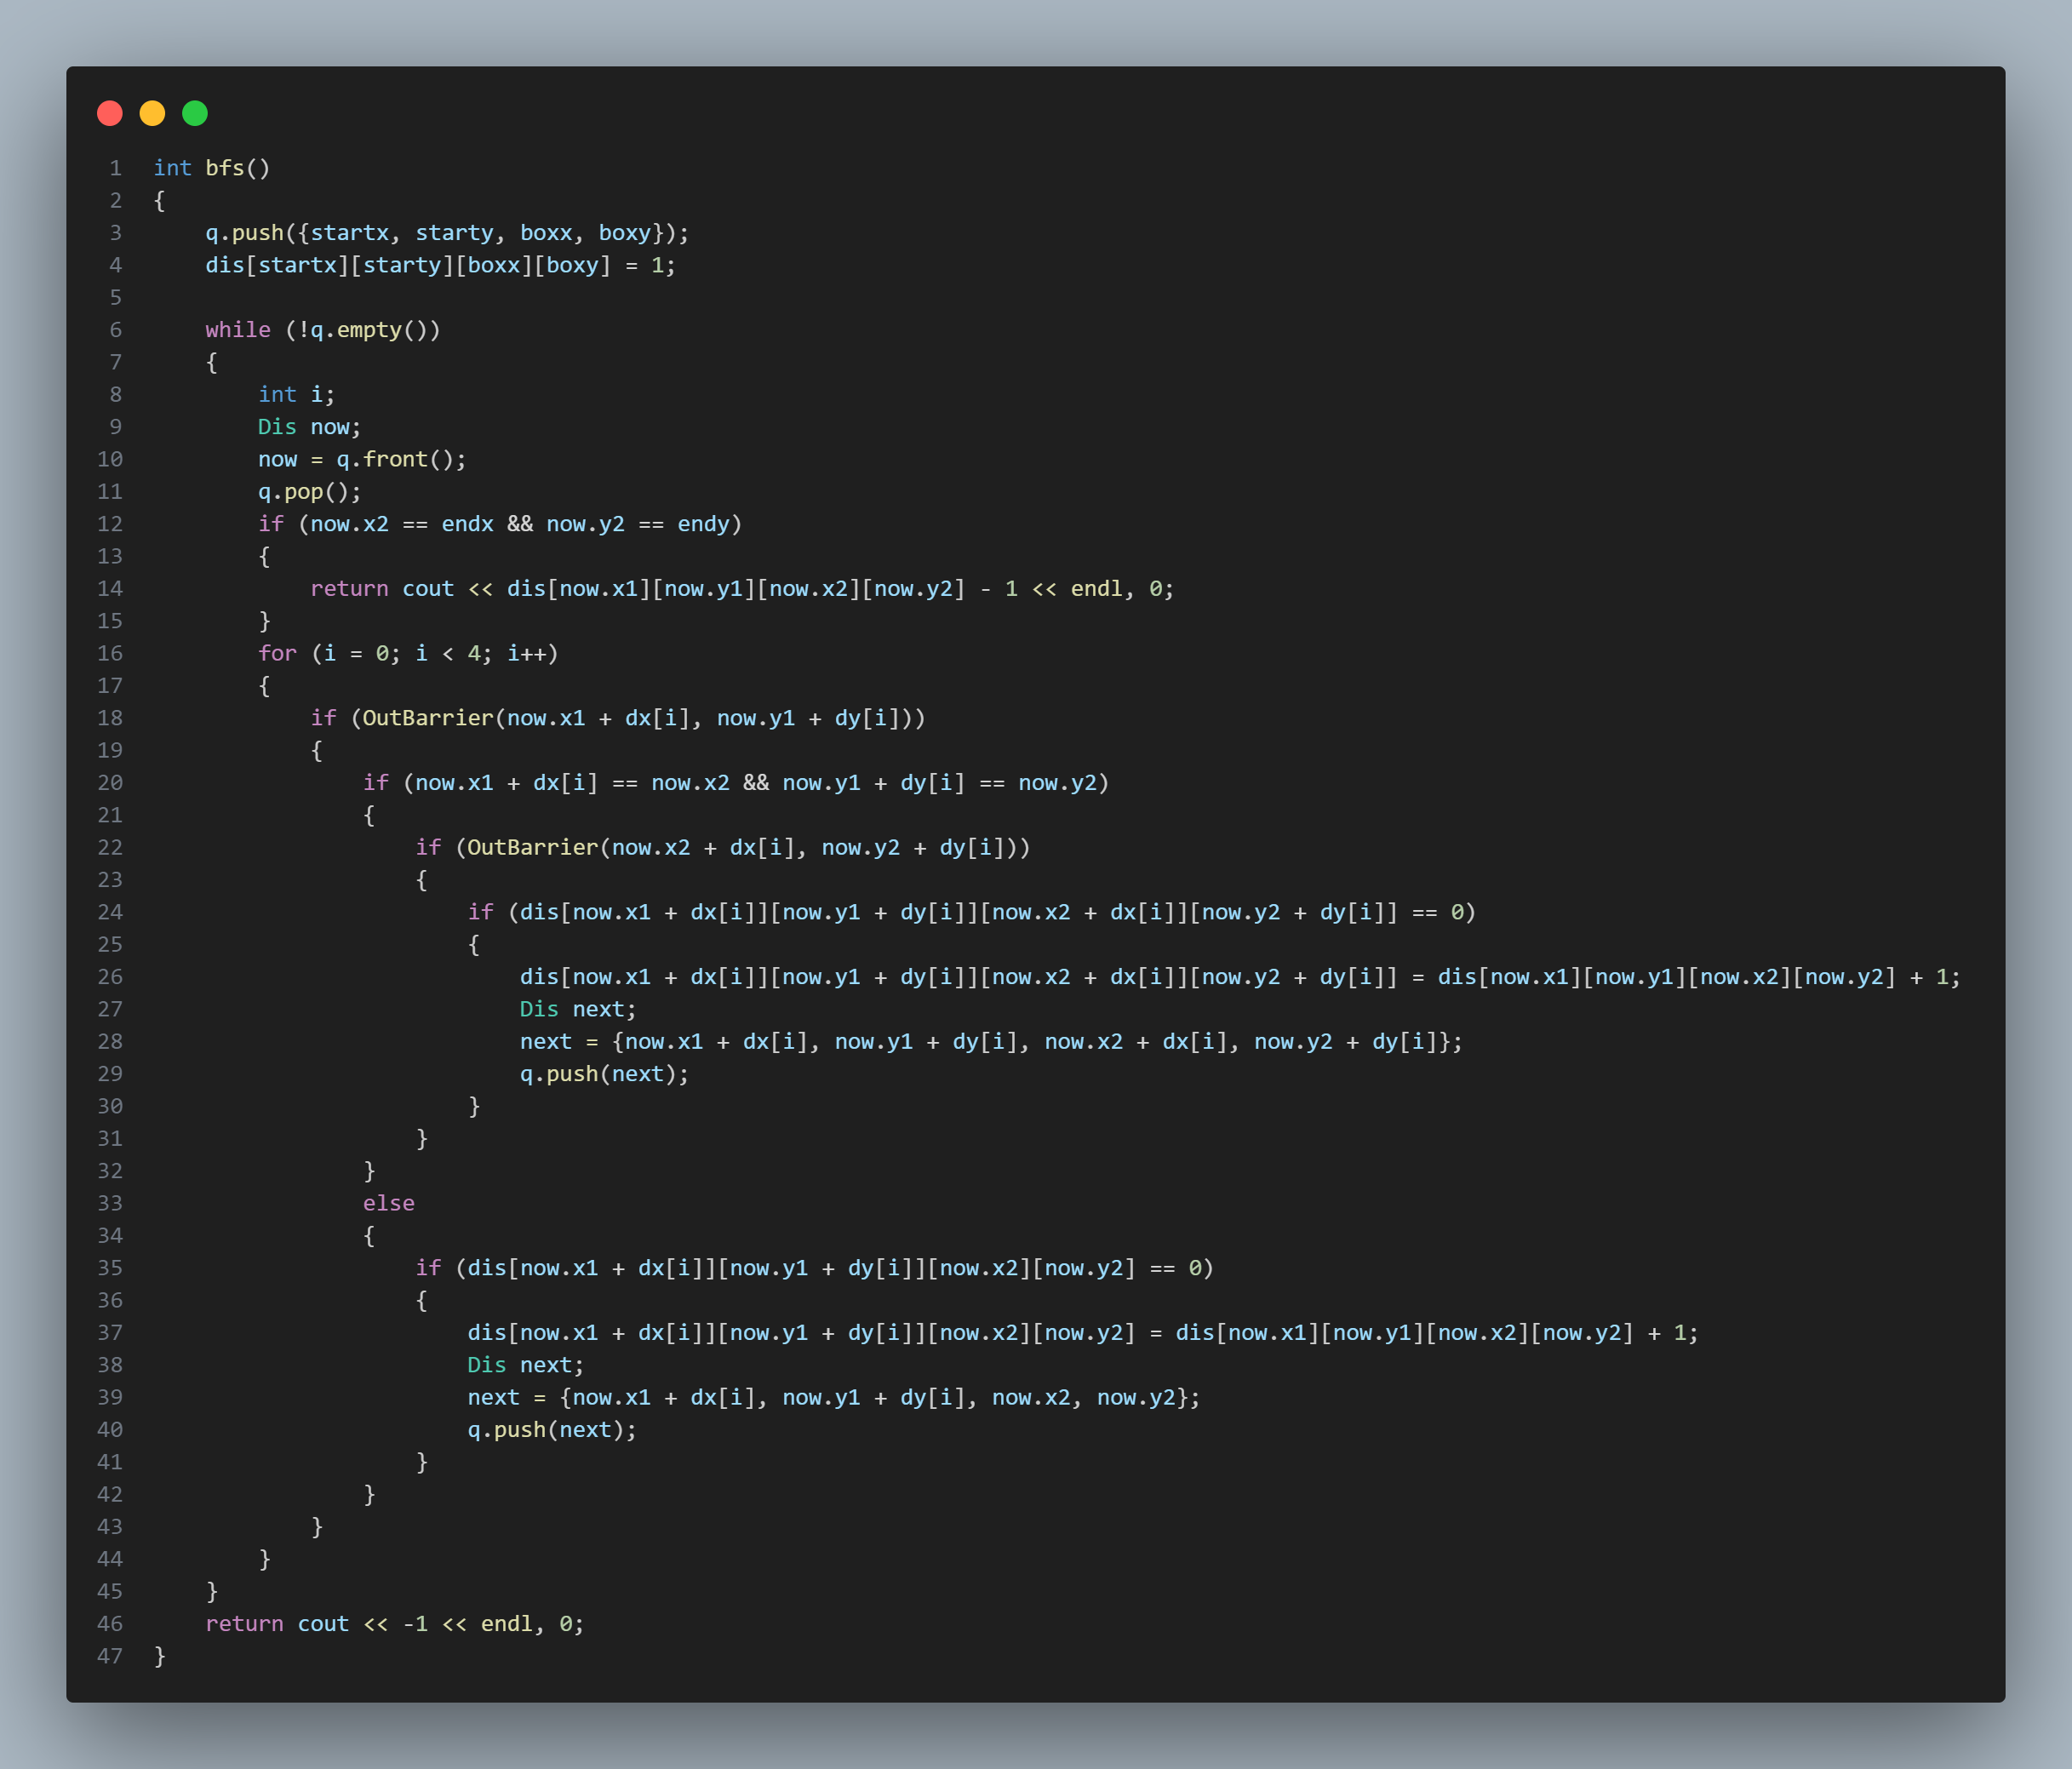 1 int bfs()
2 {
3     q.push({startx, starty, boxx, boxy});
4     dis[startx][starty][boxx][boxy] = 1;
5
6     while (!q.empty())
7     {
8         int i;
9         Dis now;
10         now = q.front();
11         q.pop();
12         if (now.x2 == endx && now.y2 == endy)
13         {
14             return cout << dis[now.x1][now.y1][now.x2][now.y2] - 1 << endl, 0;
15         }
16         for (i = 0; i < 4; i++)
17         {
18             if (OutBarrier(now.x1 + dx[i], now.y1 + dy[i]))
19             {
20                 if (now.x1 + dx[i] == now.x2 && now.y1 + dy[i] == now.y2)
21                 {
22                     if (OutBarrier(now.x2 + dx[i], now.y2 + dy[i]))
23                     {
24                         if (dis[now.x1 + dx[i]][now.y1 + dy[i]][now.x2 + dx[i]][now.y2 + dy[i]] == 0)
25                         {
26                             dis[now.x1 + dx[i]][now.y1 + dy[i]][now.x2 + dx[i]][now.y2 + dy[i]] = dis[now.x1][now.y1][now.x2][now.y2] + 1;
27                             Dis next;
28                             next = {now.x1 + dx[i], now.y1 + dy[i], now.x2 + dx[i], now.y2 + dy[i]};
29                             q.push(next);
30                         }
31                     }
32                 }
33                 else
34                 {
35                     if (dis[now.x1 + dx[i]][now.y1 + dy[i]][now.x2][now.y2] == 0)
36                     {
37                         dis[now.x1 + dx[i]][now.y1 + dy[i]][now.x2][now.y2] = dis[now.x1][now.y1][now.x2][now.y2] + 1;
38                         Dis next;
39                         next = {now.x1 + dx[i], now.y1 + dy[i], now.x2, now.y2};
40                         q.push(next);
41                     }
42                 }
43             }
44         }
45     }
46     return cout << -1 << endl, 0;
47 }